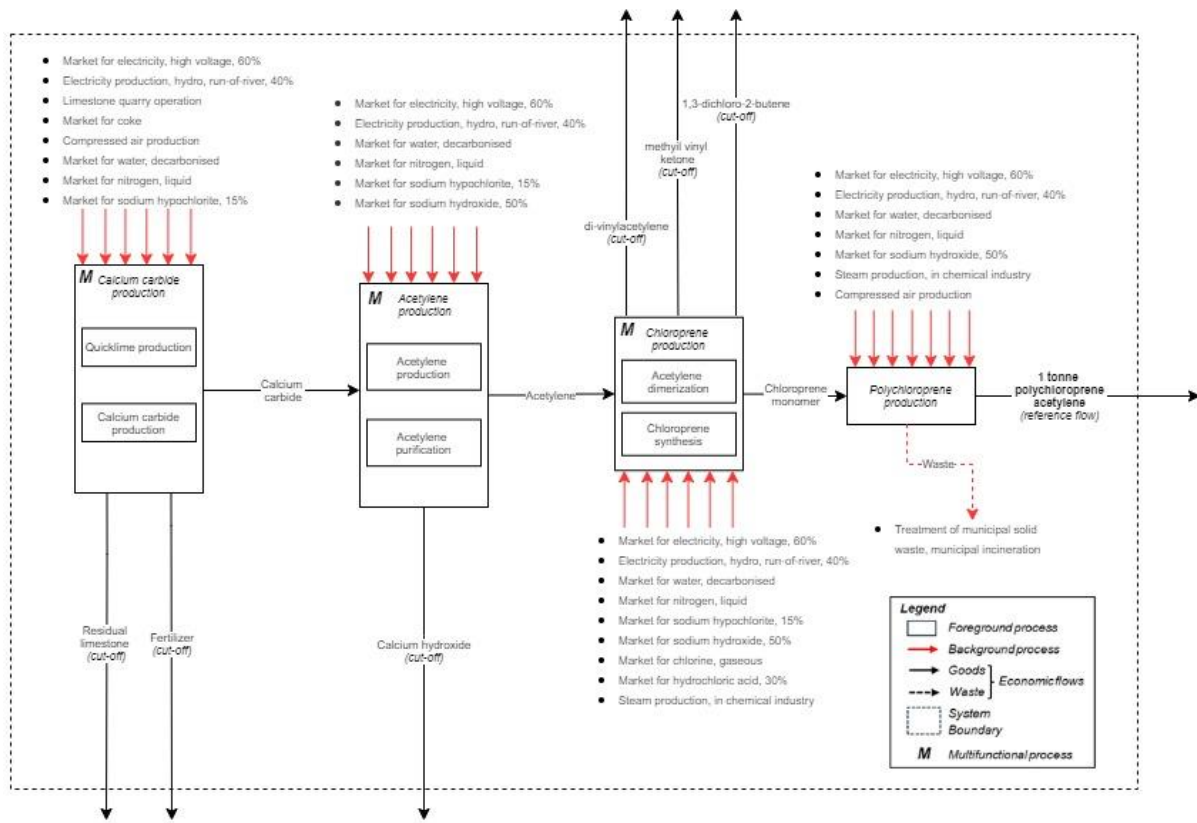 Market for electricity, high voltage, 60%
Electricity production, hydro, run-of-river, 40%
Limestone quarry operation
Market for coke
Compressed air production
Market for water, decarbonised
Market for nitrogen, liquid
Market for sodium hypochlorite, 15%
M Calcium carbide
production
Quicklime production
Calcium carbide
production
Calcium
carbide
Residual
limestone
(cut-off)
Fertilizer
(cut-off)
Market for electricity, high voltage, 60%
Electricity production, hydro, run-of-river, 40%
Market for water, decarbonised
Market for nitrogen, liquid
Market for sodium hypochlorite, 15%
Market for sodium hydroxide, 50%
M Acetylene
production
Acetylene
production
Acetylene
purification
Acetylene
Calcium hydroxide
(cut-off)
di-vinylacetylene
(cut-off)
methyil vinyl
ketone
(cut-off)
1,3-dichloro-2-butene
(cut-off)
M Chloroprene
production
Acetylene
dimerization
Chloroprene
synthesis
Chloroprene
monomer
Market for electricity, high voltage, 60%
Electricity production, hydro, run-of-river, 40%
Market for water, decarbonised
Market for nitrogen, liquid
Market for sodium hypochlorite, 15%
Market for sodium hydroxide, 50%
Market for chlorine, gaseous
Market for hydrochloric acid, 30%
Steam production, in chemical industry
Market for electricity, high voltage, 60%
Electricity production, hydro, run-of-river, 40%
Market for water, decarbonised
Market for nitrogen, liquid
Market for sodium hydroxide, 50%
Steam production, in chemical industry
Compressed air production
Polychloroprene
production
1 tonne
polychloroprene
acetylene
(reference flow)
Waste
Treatment of municipal solid
waste, municipal incineration
Legend
Foreground process
Background process
Goods
Waste
Economic flows
System
Boundary
M Multifunctional process